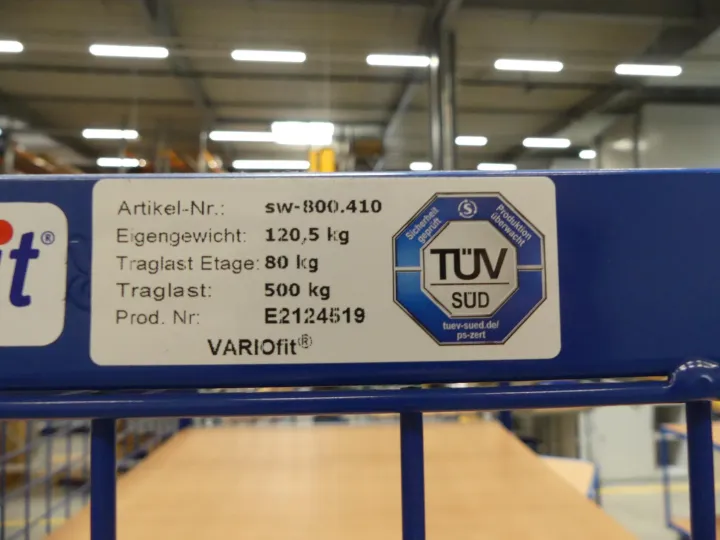 it®
Artikel-Nr.: sw-800.410
Eigengewicht: 120,5 kg
Traglast Etage: 80 kg
Traglast: 500 kg
Prod. Nr: E2124519
VARIOfit®
Sicherheit
geprüft
Produktion
überwacht
TÜV
SÜD
tuev-sued.de/
ps-zert